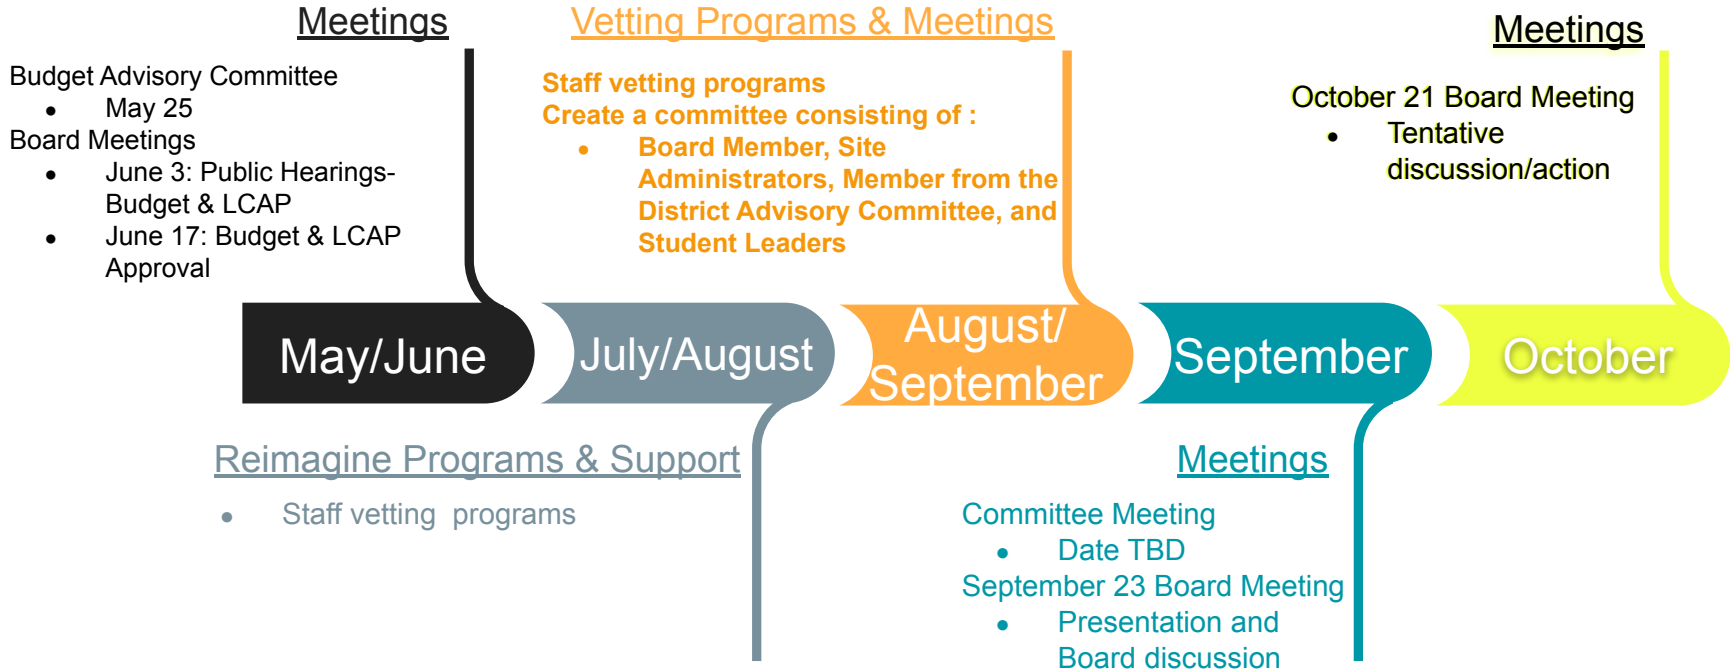 Meetings
Budget Advisory Committee
● May 25
Board Meetings
● June 3: Public Hearings-
Budget & LCAP
● June 17: Budget & LCAP
Approval
Vetting Programs & Meetings
Staff vetting programs
Create a committee consisting of :
● Board Member, Site
Administrators, Member from the
District Advisory Committee, and
Student Leaders
Meetings
October 21 Board Meeting
● Tentative
discussion/action
May/June
July/August
August/
September
September
October
Reimagine Programs & Support
● Staff vetting  programs
Meetings
Committee Meeting
● Date TBD
September 23 Board Meeting
● Presentation and
Board discussion